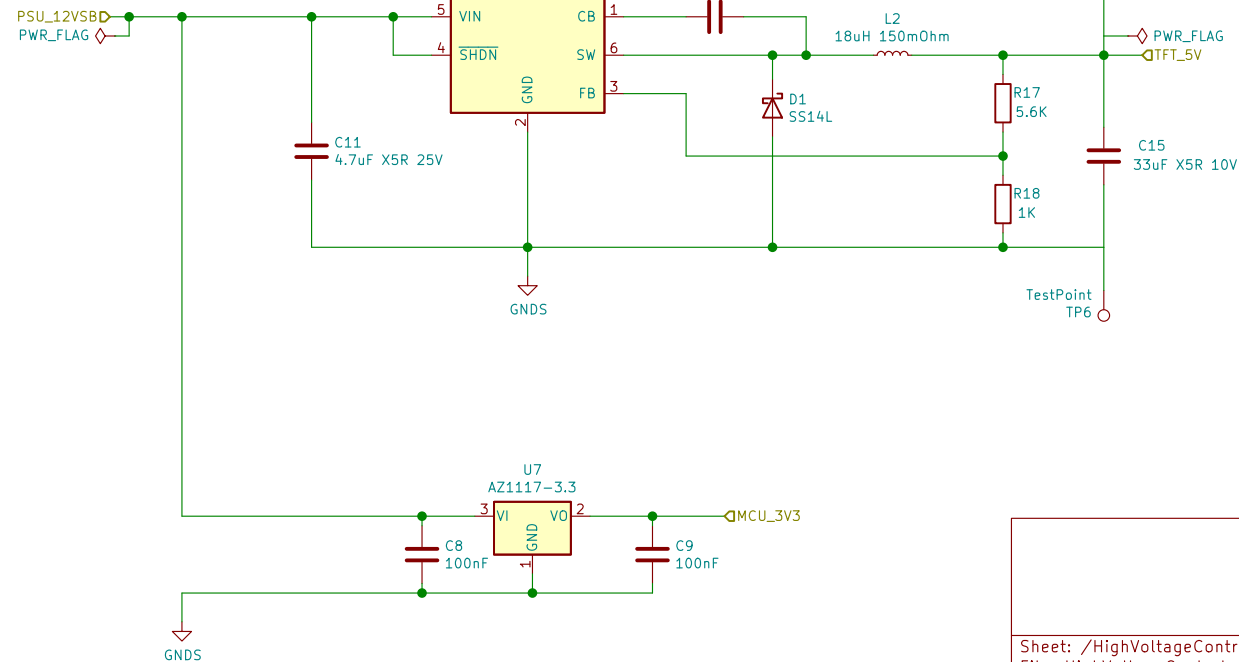 PSU_12VSB
PWR_FLAG
5
VIN
4
SHDN
GND
2
CB
1
SW
6
FB
3
L2
18uH 150mOhm
PWR_FLAG
TFT_5V
D1
SS14L
R17
5.6K
C11
4.7uF X5R 25V
C15
33uF X5R 10V
R18
1K
GNDS
TestPoint
TP6
U7
AZ1117-3.3
3
VI
VO
2
GND
1
MCU_3V3
C8
100nF
C9
100nF
GNDS
Sheet: /HighVoltageContr